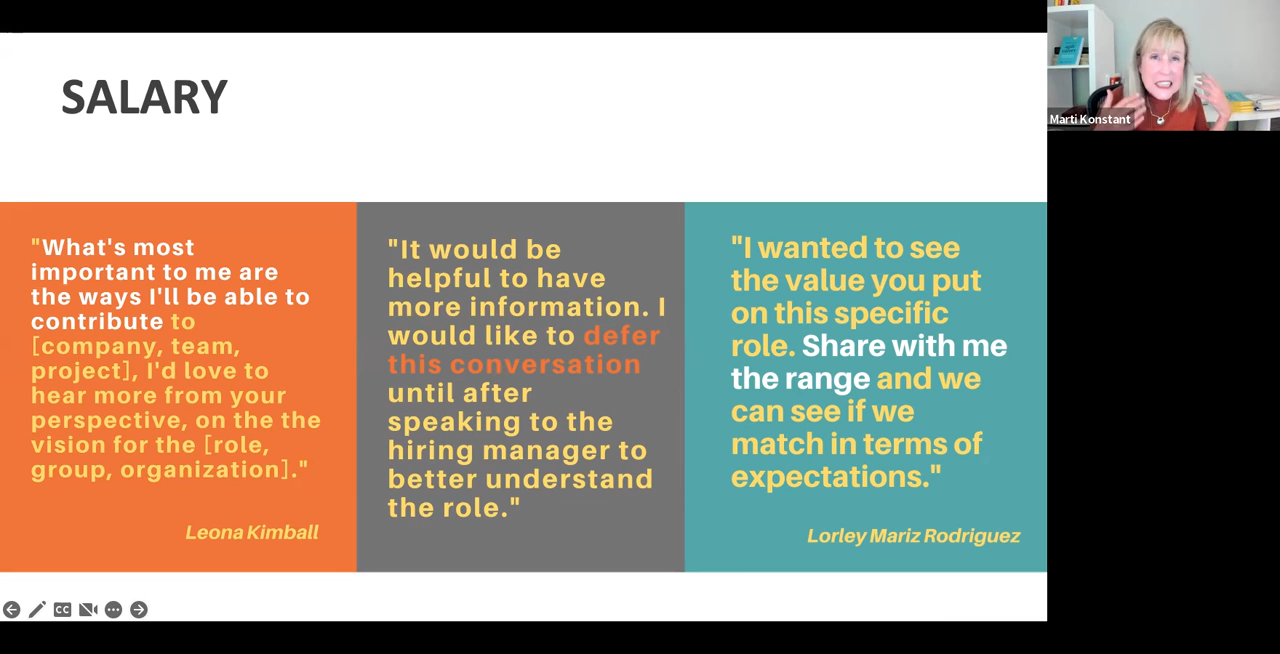 SALARY
"What's most
important to me are
the ways I'll be able to
contribute to
[company, team,
project], I'd love to
hear more from your
perspective, on the the
vision for the [role,
group, organization]."
Leona Kimball
"It would be
helpful to have
more information. I
would like to defer
this conversation
until after
speaking to the
hiring manager to
better understand
the role."
"I wanted to see
the value you put
on this specific
role. Share with me
the range and we
can see if we
match in terms of
expectations."
Lorley Mariz Rodriguez
Marti Konstant
CC